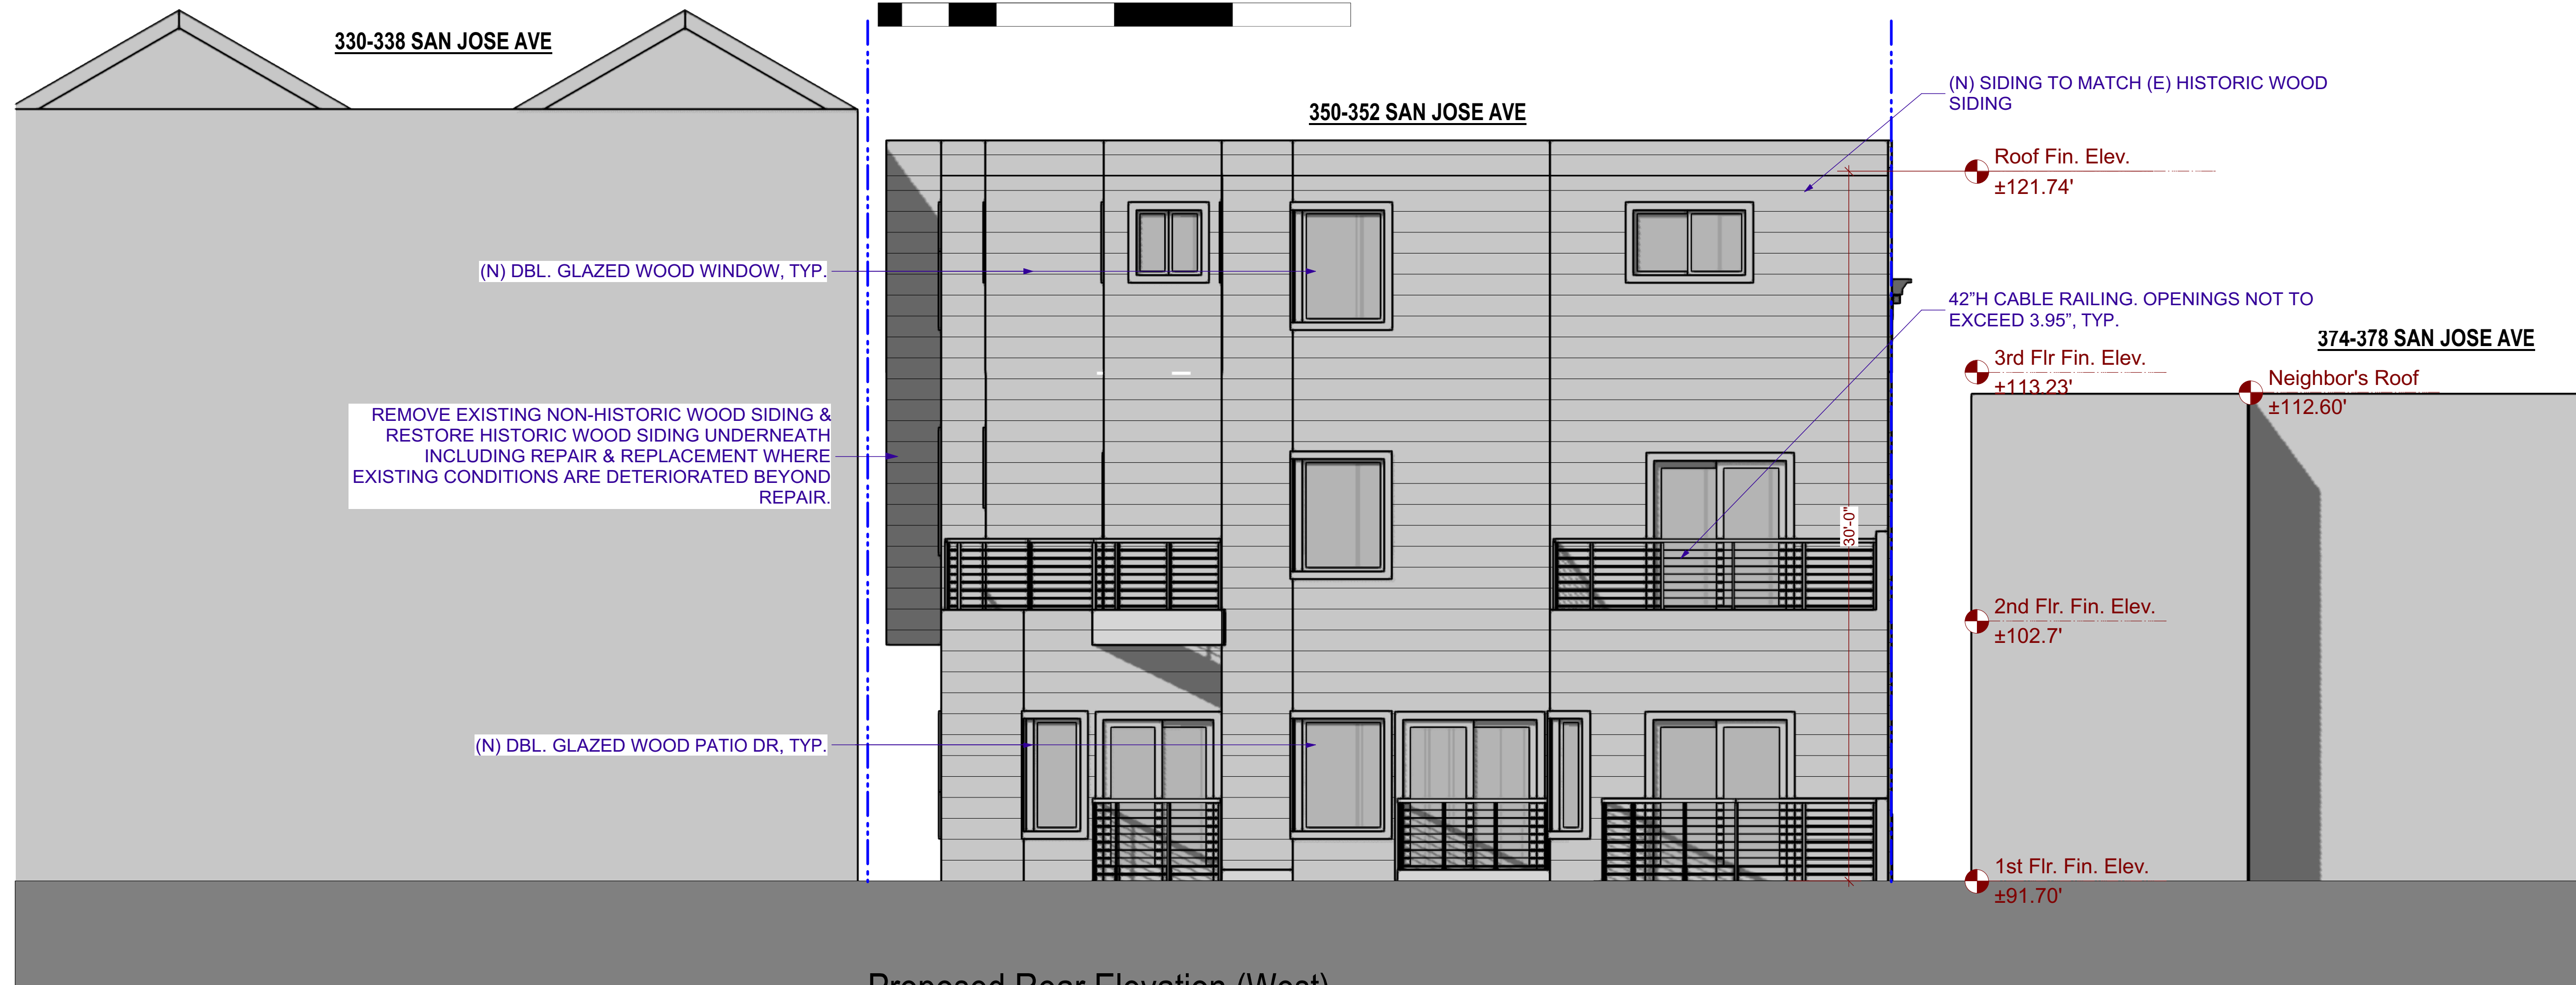 330-338 SAN JOSE AVE
350-352 SAN JOSE AVE
(N) SIDING TO MATCH (E) HISTORIC WOOD
SIDING
Roof Fin. Elev.
±121.74'
(N) DBL. GLAZED WOOD WINDOW, TYP.
42”H CABLE RAILING. OPENINGS NOT TO
EXCEED 3.95”, TYP.
374-378 SAN JOSE AVE
3rd Flr Fin. Elev.
±113.23'
Neighbor's Roof
±112.60'
REMOVE EXISTING NON-HISTORIC WOOD SIDING &
RESTORE HISTORIC WOOD SIDING UNDERNEATH
INCLUDING REPAIR & REPLACEMENT WHERE
EXISTING CONDITIONS ARE DETERIORATED BEYOND
REPAIR.
30'-0"
2nd Flr. Fin. Elev.
±102.7'
(N) DBL. GLAZED WOOD PATIO DR, TYP.
1st Flr. Fin. Elev.
±91.70'
Proposed Rear Elevation (West)